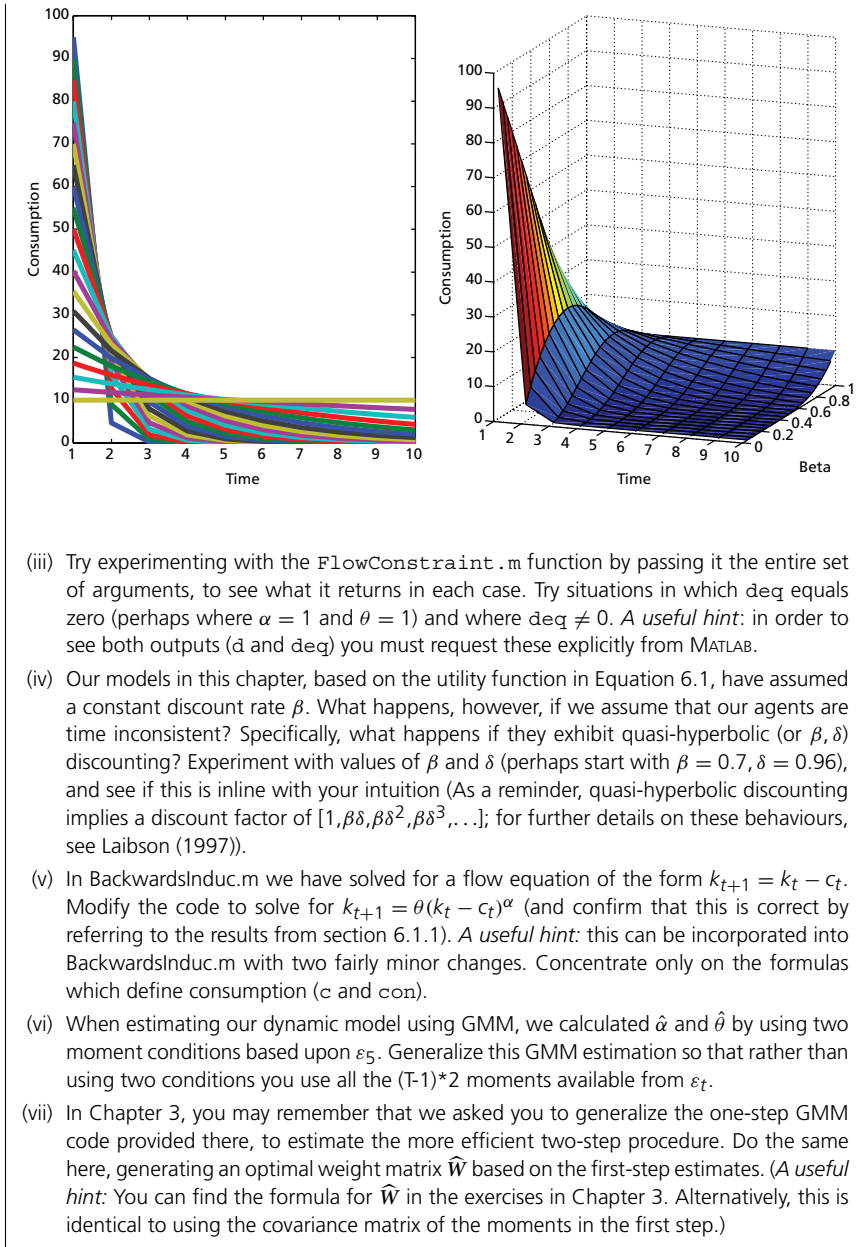 100
90
80
70
60
50
40
30
20
10
0
Consumption
1 2 3 4 5 6 7 8 9 10
Time
100
90
80
70
60
50
40
30
20
10
0
Consumption
1 2 3 4 5 6 7 8 9 10
Time
0 0.2 0.4 0.6 0.8 1
Beta
(iii) Try experimenting with the FlowConstraint.m function by passing it the entire set
of arguments, to see what it returns in each case. Try situations in which deq equals
zero (perhaps where α = 1 and θ = 1) and where deq ≠ 0. A useful hint: in order to
see both outputs (d and deq) you must request these explicitly from MATLAB.
(iv) Our models in this chapter, based on the utility function in Equation 6.1, have assumed
a constant discount rate β. What happens, however, if we assume that our agents are
time inconsistent? Specifically, what happens if they exhibit quasi-hyperbolic (or β, δ)
discounting? Experiment with values of β and δ (perhaps start with β = 0.7, δ = 0.96),
and see if this is inline with your intuition (As a reminder, quasi-hyperbolic discounting
implies a discount factor of [1,βδ,βδ²,βδ³,...]; for further details on these behaviours,
see Laibson (1997)).
(v) In BackwardsInduc.m we have solved for a flow equation of the form kₜ₊₁ = kₜ − cₜ.
Modify the code to solve for kₜ₊₁ = θ(kₜ − cₜ)^α (and confirm that this is correct by
referring to the results from section 6.1.1). A useful hint: this can be incorporated into
BackwardsInduc.m with two fairly minor changes. Concentrate only on the formulas
which define consumption (c and con).
(vi) When estimating our dynamic model using GMM, we calculated α̂ and θ̂ by using two
moment conditions based upon ε₅. Generalize this GMM estimation so that rather than
using two conditions you use all the (T-1)*2 moments available from εₜ.
(vii) In Chapter 3, you may remember that we asked you to generalize the one-step GMM
code provided there, to estimate the more efficient two-step procedure. Do the same
here, generating an optimal weight matrix Ŵ based on the first-step estimates. (A useful
hint: You can find the formula for Ŵ in the exercises in Chapter 3. Alternatively, this is
identical to using the covariance matrix of the moments in the first step.)